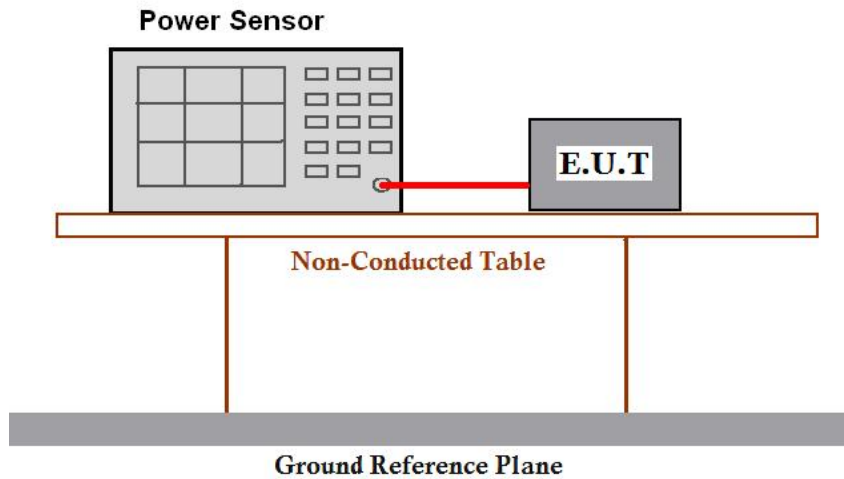 Power Sensor
E.U.T
Non-Conducted Table
Ground Reference Plane